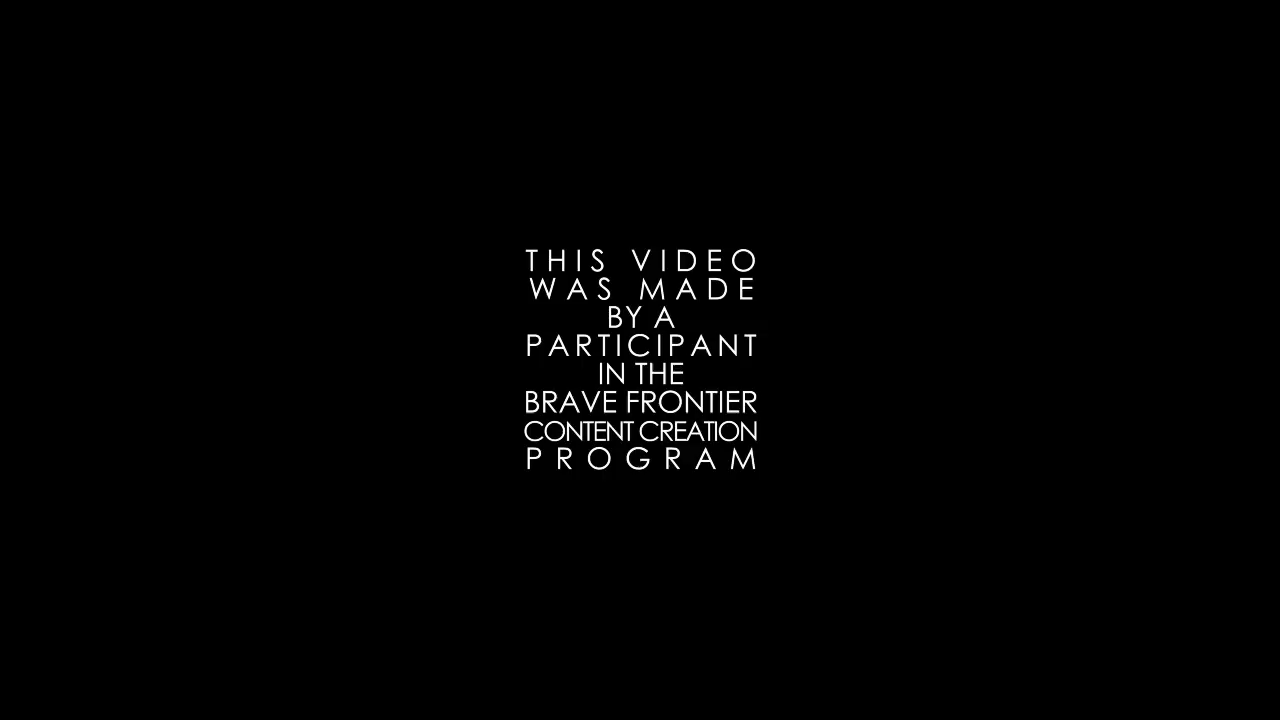 THIS VIDEO
WAS MADE
BY A
PARTICIPANT
IN THE
BRAVE FRONTIER
CONTENT CREATION
PROGRAM